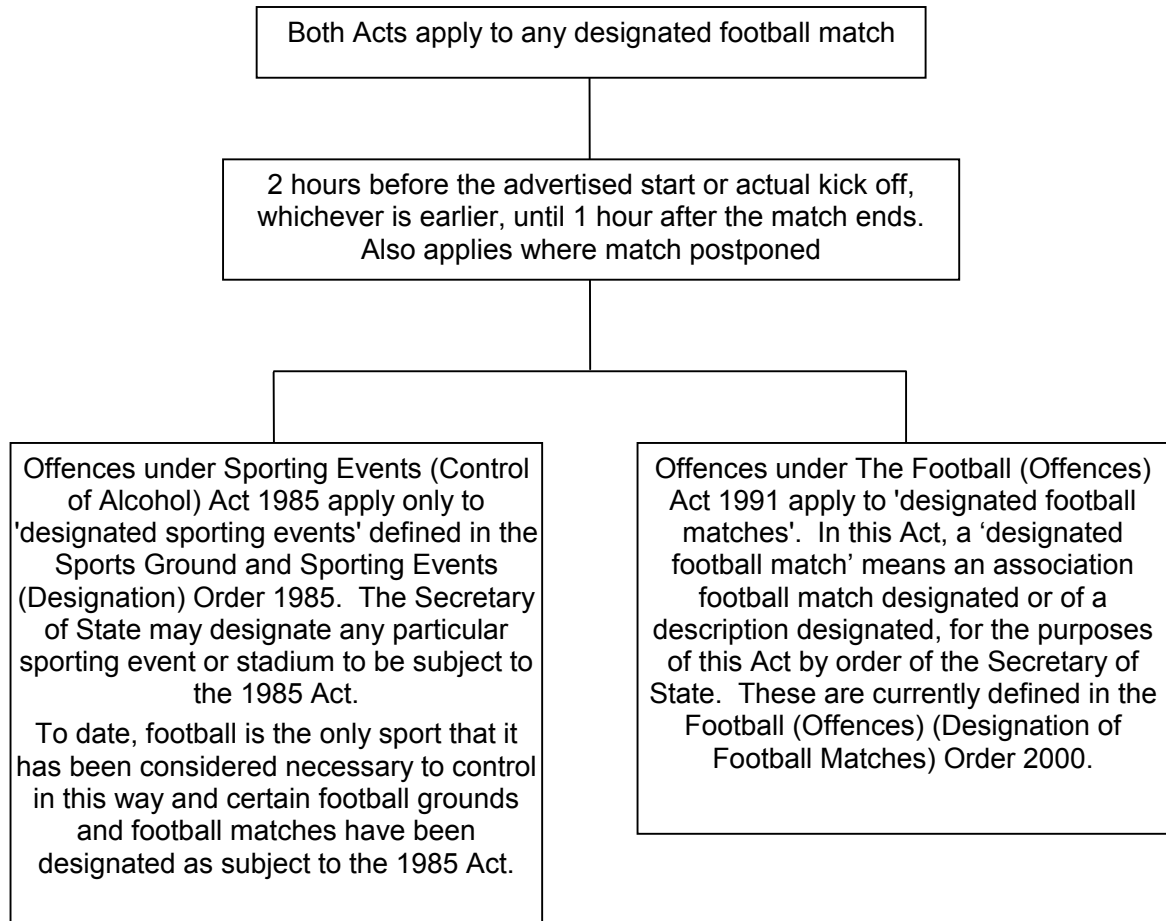 Both Acts apply to any designated football match
2 hours before the advertised start or actual kick off,
whichever is earlier, until 1 hour after the match ends.
Also applies where match postponed
Offences under Sporting Events (Control
of Alcohol) Act 1985 apply only to
'designated sporting events' defined in the
Sports Ground and Sporting Events
(Designation) Order 1985.  The Secretary
of State may designate any particular
sporting event or stadium to be subject to
the 1985 Act.
To date, football is the only sport that it
has been considered necessary to control
in this way and certain football grounds
and football matches have been
designated as subject to the 1985 Act.
Offences under The Football (Offences)
Act 1991 apply to 'designated football
matches'.  In this Act, a ‘designated
football match’ means an association
football match designated or of a
description designated, for the purposes
of this Act by order of the Secretary of
State.  These are currently defined in the
Football (Offences) (Designation of
Football Matches) Order 2000.